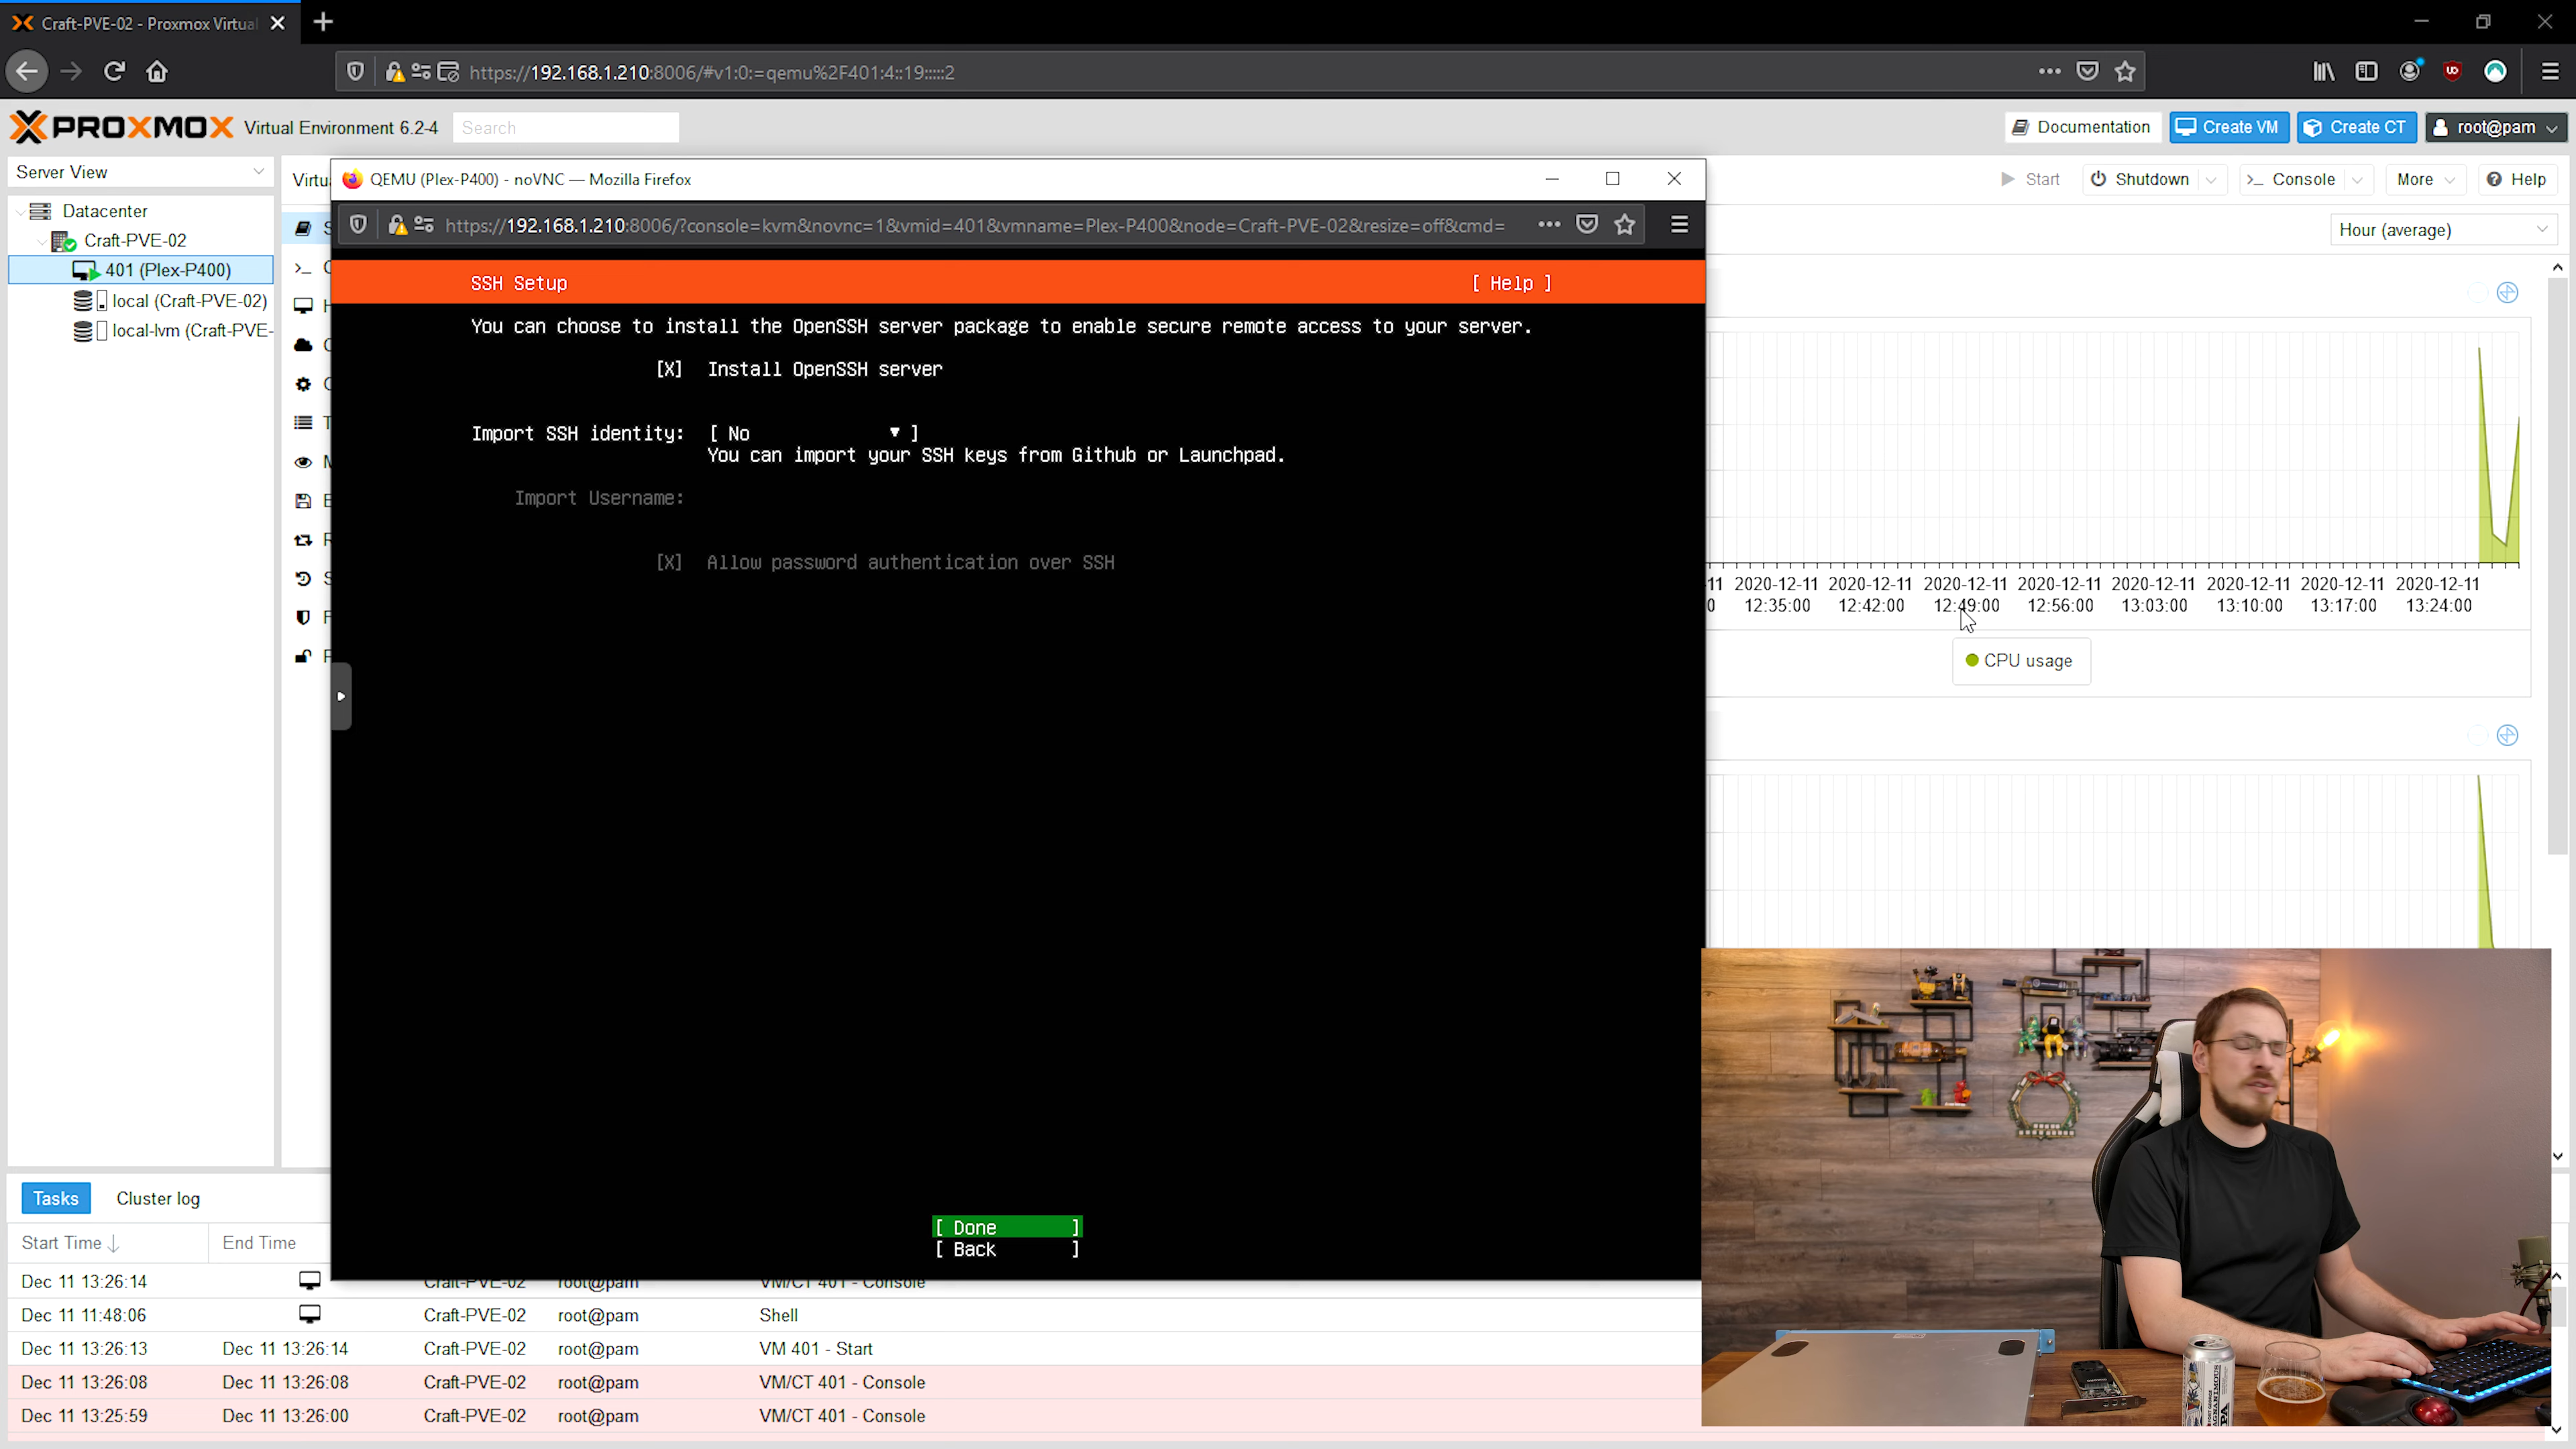 Craft-PVE-02 - Proxmox Virtual
https://192.168.1.210:8006/#v1:0:=qemu%2F401:4::19:::::2
PROXMOX Virtual Environment 6.2-4 Search
Documentation Create VM Create CT root@pam
Server View
Virtu
Start Shutdown Console More Help
Hour (average)
Datacenter
Craft-PVE-02
401 (Plex-P400)
local (Craft-PVE-02)
local-lvm (Craft-PVE-
QEMU (Plex-P400) - noVNC — Mozilla Firefox
https://192.168.1.210:8006/?console=kvm&novnc=1&vmid=401&vmname=Plex-P400&node=Craft-PVE-02&resize=off&cmd=
SSH Setup [ Help ]
You can choose to install the OpenSSH server package to enable secure remote access to your server.
[X] Install OpenSSH server
Import SSH identity: [ No ▾ ]
You can import your SSH keys from Github or Launchpad.
Import Username:
[X] Allow password authentication over SSH
[ Done ]
[ Back ]
11 2020-12-11 2020-12-11 2020-12-11 2020-12-11 2020-12-11 2020-12-11 2020-12-11 2020-12-11
0 12:35:00 12:42:00 12:49:00 12:56:00 13:03:00 13:10:00 13:17:00 13:24:00
CPU usage
Tasks Cluster log
Start Time End Time
Dec 11 13:26:14 Craft-PVE-02 root@pam VM/CT 401 - Console
Dec 11 11:48:06 Craft-PVE-02 root@pam Shell
Dec 11 13:26:13 Dec 11 13:26:14 Craft-PVE-02 root@pam VM 401 - Start
Dec 11 13:26:08 Dec 11 13:26:08 Craft-PVE-02 root@pam VM/CT 401 - Console
Dec 11 13:25:59 Dec 11 13:26:00 Craft-PVE-02 root@pam VM/CT 401 - Console